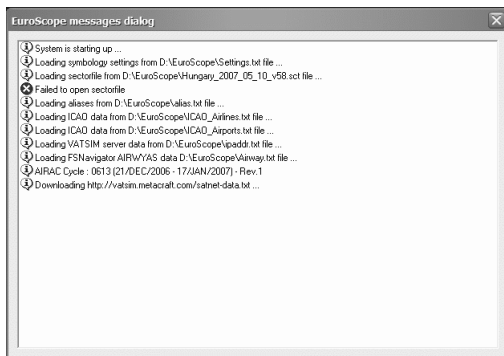 EuroScope messages dialog
System is starting up ...
Loading symbology settings from D:\EuroScope\Settings.txt file ...
Loading sectorfile from D:\EuroScope\Hungary_2007_05_10_v58.sct file ...
Failed to open sectorfile
Loading aliases from D:\EuroScope\alias.txt file ...
Loading ICAO data from D:\EuroScope\ICAO_Airlines.txt file ...
Loading ICAO data from D:\EuroScope\ICAO_Airports.txt file ...
Loading VATSIM server data from D:\EuroScope\ipaddr.txt file ...
Loading FSNavigator AIRWYAS data D:\EuroScope\Airway.txt file ...
AIRAC Cycle : 0613 (21/DEC/2006 - 17/JAN/2007) - Rev.1
Downloading http://vatsim.metacraft.com/satnet-data.txt ...